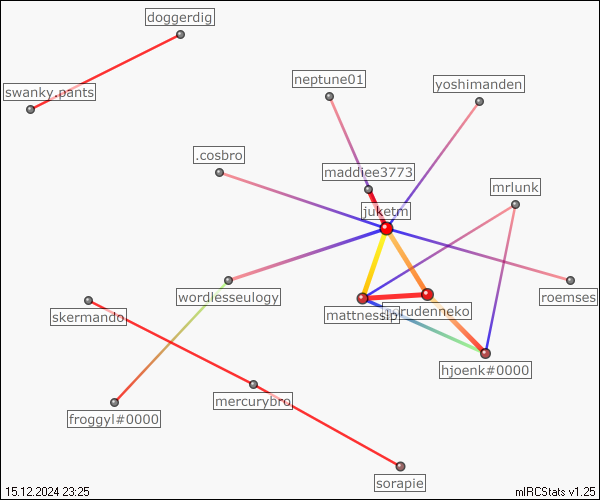 doggerdig
swanky.pants
neptune01
yoshimanden
.cosbro
maddiee3773
mrlunk
juketm
wordlesseulogy
roemses
skermando
mattnessip
hjoenk#0000
mercurybro
froggyl#0000
sorapie
15.12.2024 23:25
mIRCStats v1.25